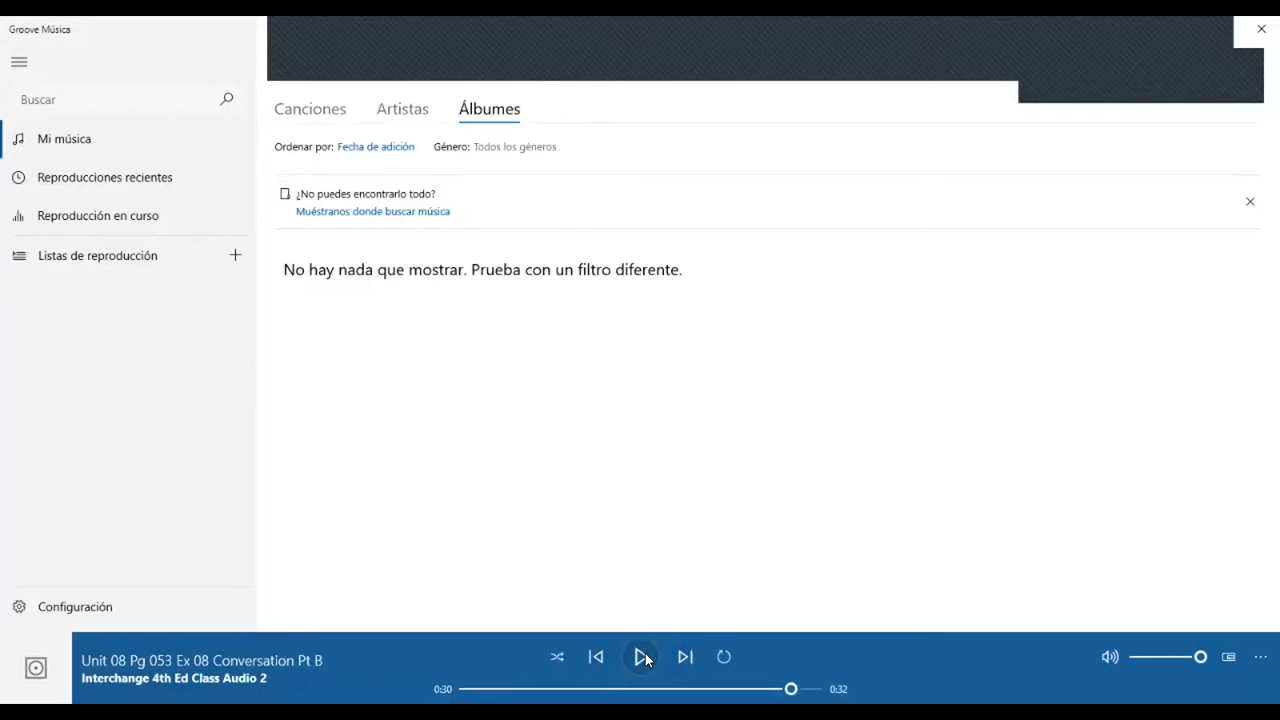 Groove Música
Buscar
Mi música
Reproducciones recientes
Reproducción en curso
Listas de reproducción
Configuración
Canciones Artistas Álbumes
Ordenar por: Fecha de adición Género: Todos los géneros
¿No puedes encontrarlo todo?
Muéstranos donde buscar música
No hay nada que mostrar. Prueba con un filtro diferente.
Unit 08 Pg 053 Ex 08 Conversation Pt B
Interchange 4th Ed Class Audio 2
0:30 0:32